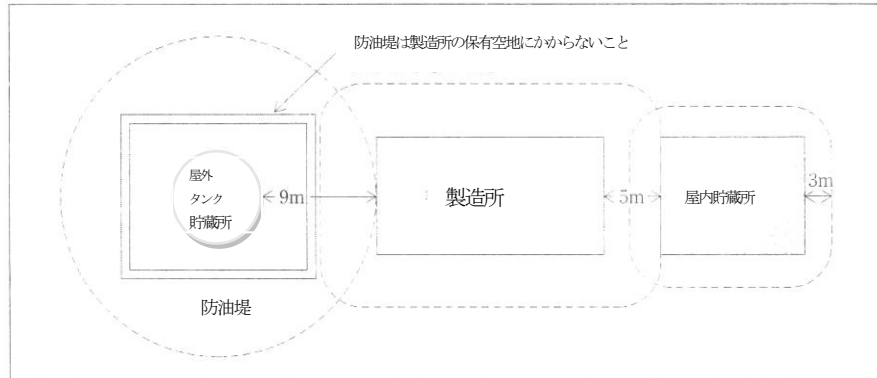 防油堤は製造所の保有空地にかからないこと
屋外
タンク
貯蔵所
9m
製造所
5m
屋内貯蔵所
3m
防油堤